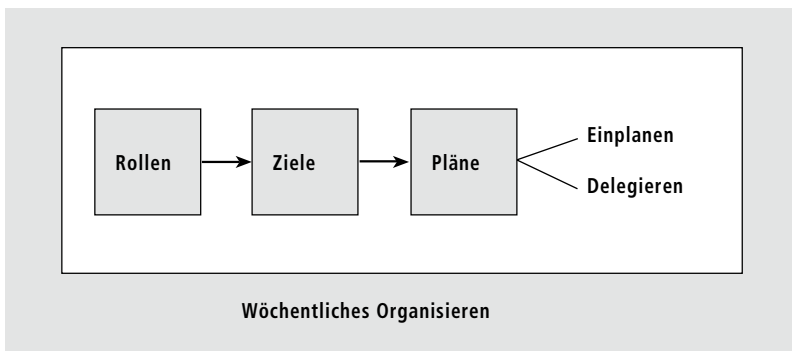 Rollen
Ziele
Pläne
Einplanen
Delegieren
Wöchentliches Organisieren